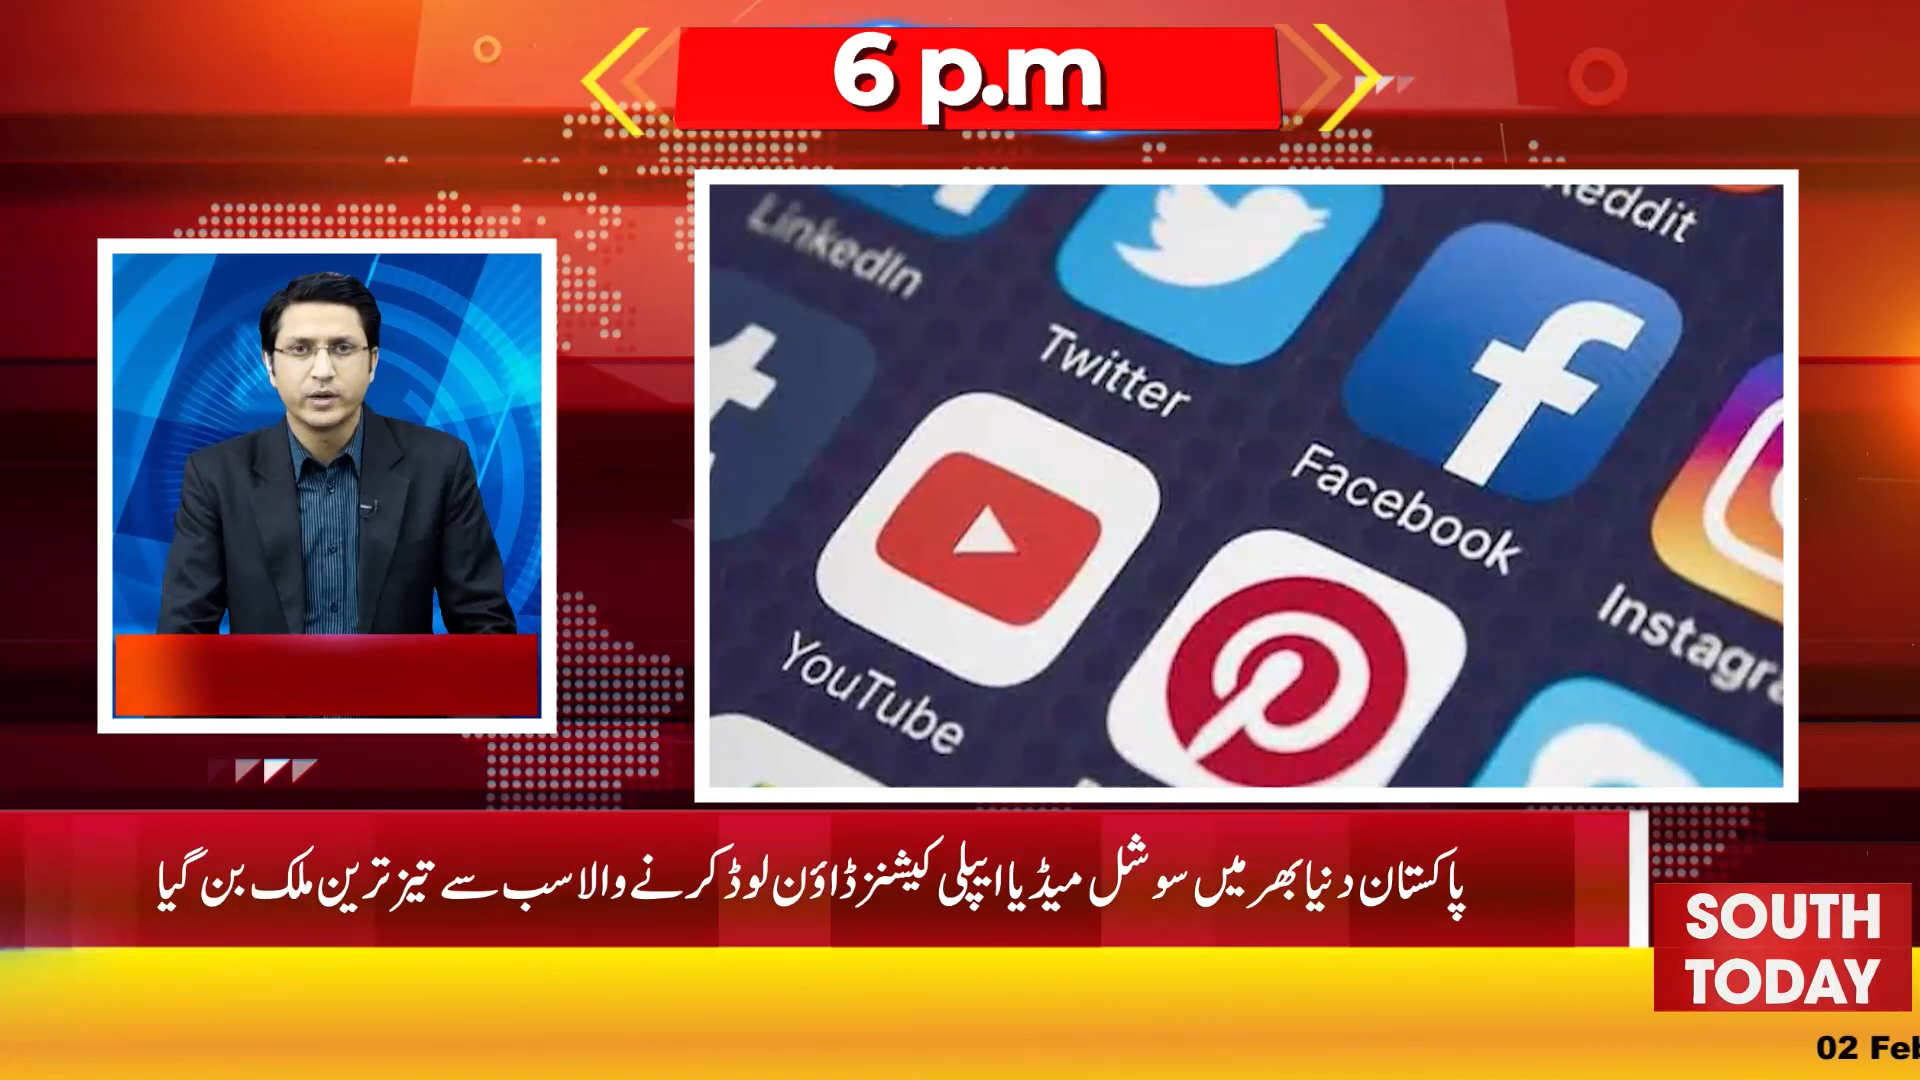 6 p.m
Reddit
LinkedIn
Twitter
Facebook
Instagra
YouTube
پاکستان دنیا بھر میں سوشل میڈیا ایپلی کیشنز ڈاؤن لوڈ کرنے والا سب سے تیز ترین ملک بن گیا
SOUTH
TODAY
02 Feb